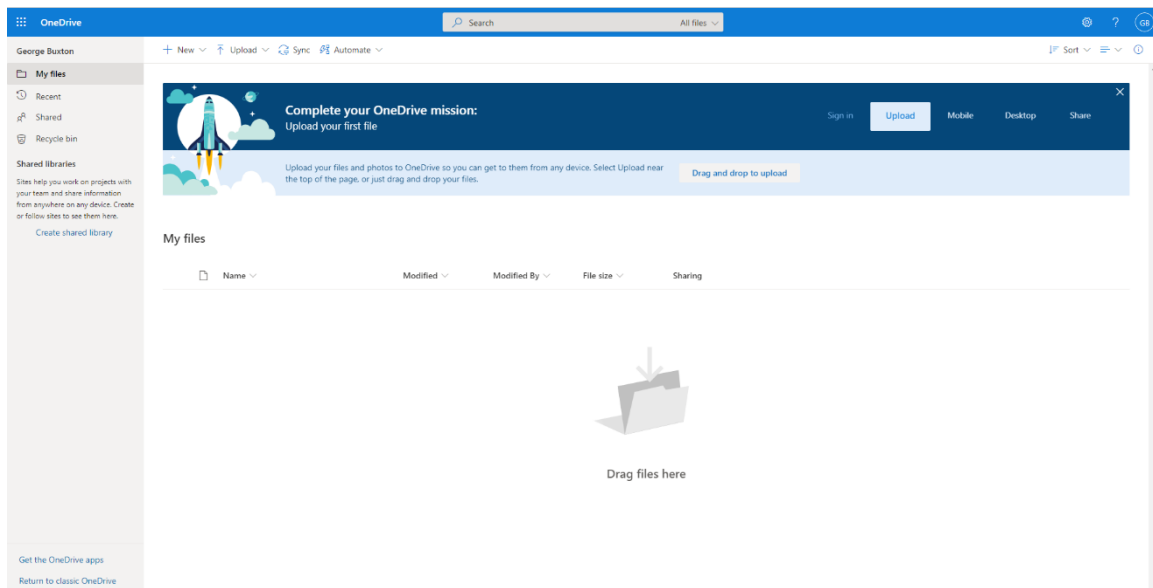 OneDrive
Search
All files
?
GB
George Buxton
My files
Recent
Shared
Recycle bin
Shared libraries
Sites help you work on projects with
your team and share information
from anywhere on any device. Create
or follow sites to see them here.
Create shared library
Get the OneDrive apps
Return to classic OneDrive
New
Upload
Sync
Automate
Sort
Complete your OneDrive mission:
Upload your first file
Sign in
Upload
Mobile
Desktop
Share
Upload your files and photos to OneDrive so you can get to them from any device. Select Upload near
the top of the page, or just drag and drop your files.
Drag and drop to upload
My files
Name
Modified
Modified By
File size
Sharing
Drag files here